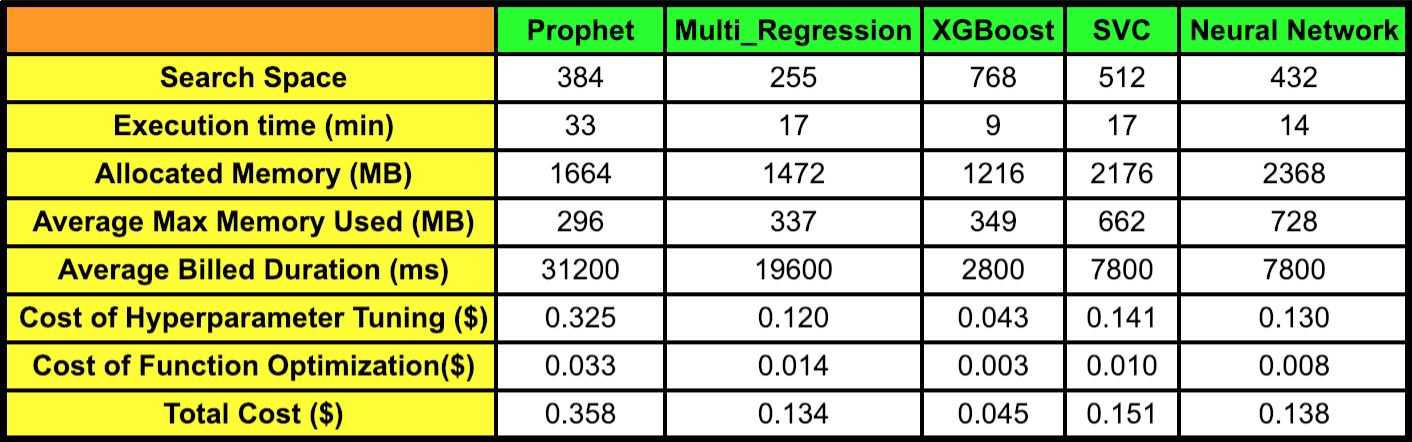 Prophet Multi_Regression XGBoost SVC Neural Network
Search Space 384 255 768 512 432
Execution time (min) 33 17 9 17 14
Allocated Memory (MB) 1664 1472 1216 2176 2368
Average Max Memory Used (MB) 296 337 349 662 728
Average Billed Duration (ms) 31200 19600 2800 7800 7800
Cost of Hyperparameter Tuning ($) 0.325 0.120 0.043 0.141 0.130
Cost of Function Optimization($) 0.033 0.014 0.003 0.010 0.008
Total Cost ($) 0.358 0.134 0.045 0.151 0.138